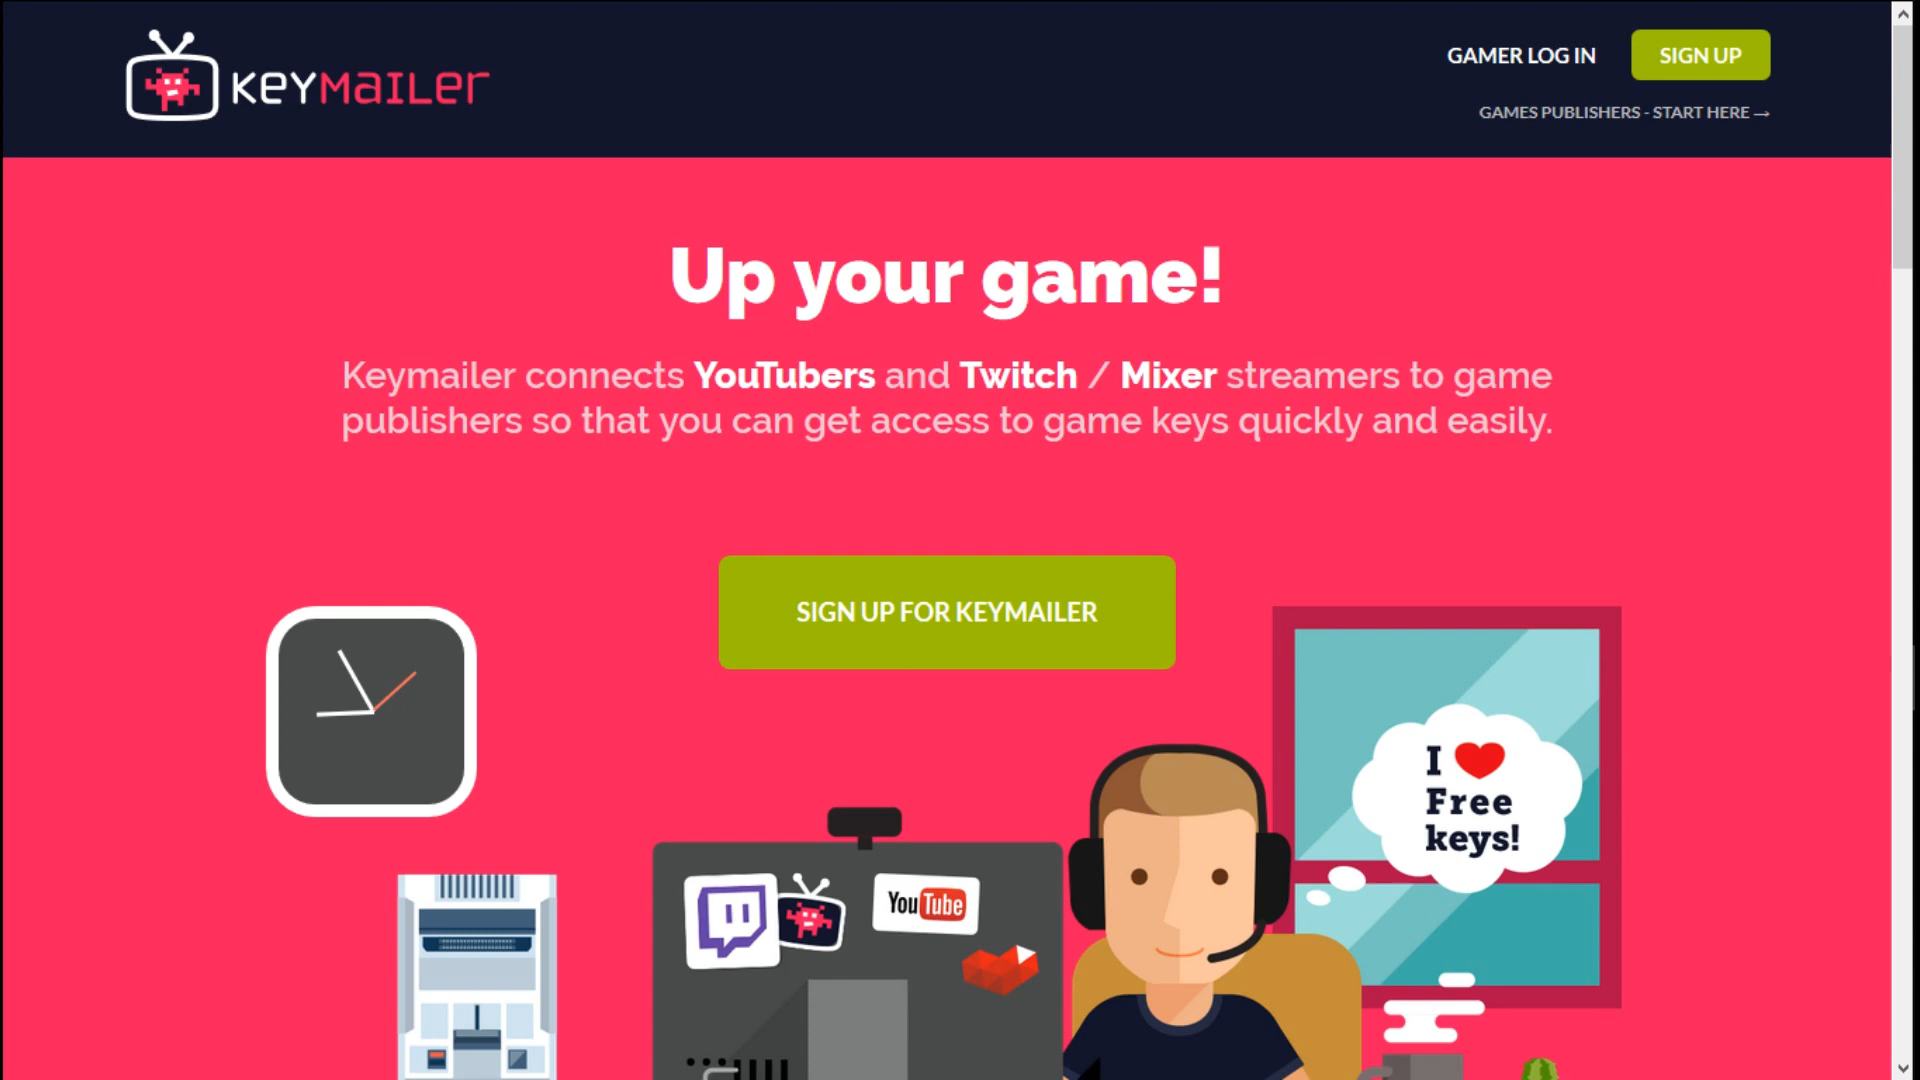 KEYMAILER
GAMER LOG IN
SIGN UP
GAMES PUBLISHERS - START HERE →
Up your game!
Keymailer connects YouTubers and Twitch / Mixer streamers to game
publishers so that you can get access to game keys quickly and easily.
SIGN UP FOR KEYMAILER
I ❤
Free
keys!
YouTube